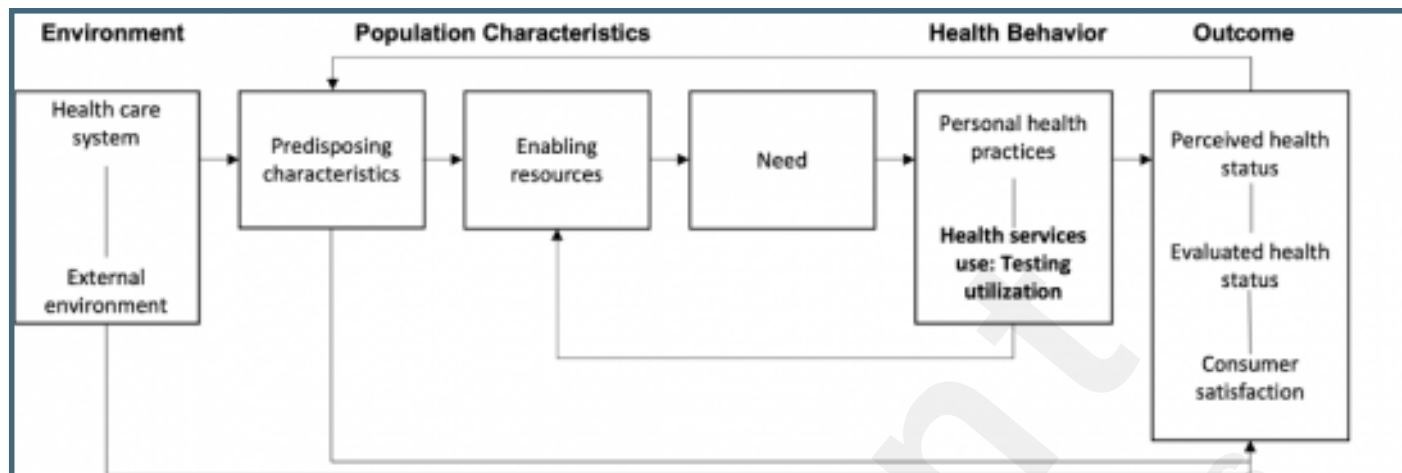 Environment
Population Characteristics
Health Behavior
Outcome
Health care
system
External
environment
Predisposing
characteristics
Enabling
resources
Need
Personal health
practices
Health services
use: Testing
utilization
Perceived health
status
Evaluated health
status
Consumer
satisfaction